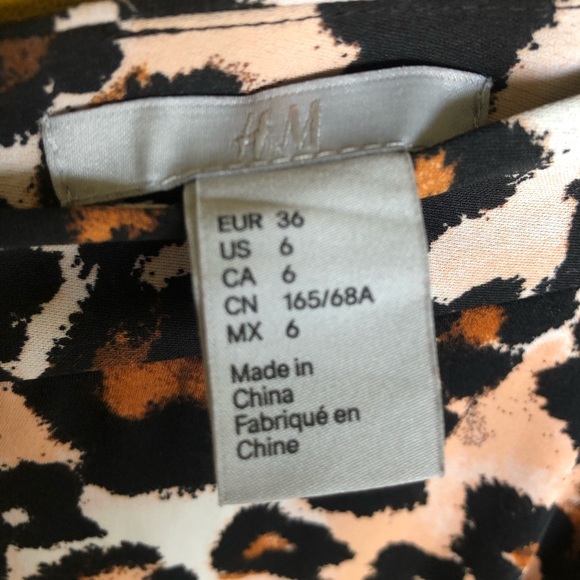 H&M
EUR 36
US 6
CA 6
CN 165/68A
MX 6
Made in
China
Fabriqué en
Chine